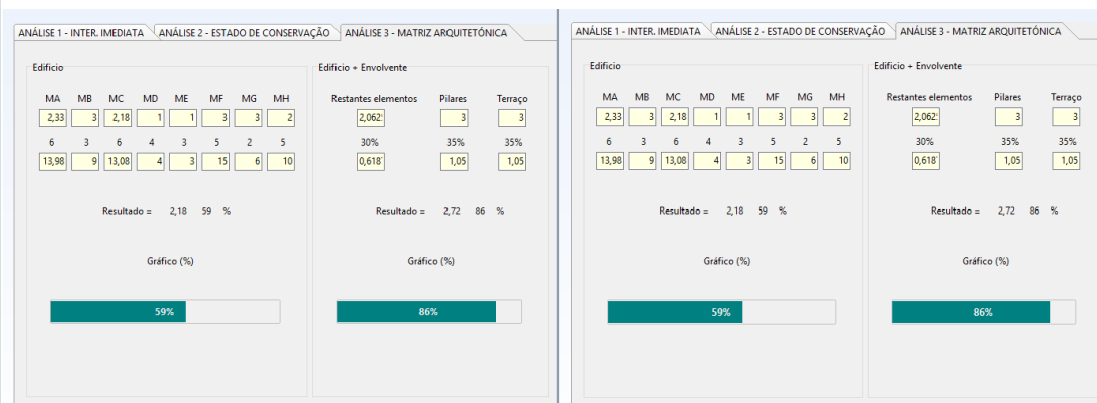 ANÁLISE 1 - INTER. IMEDIATA ANÁLISE 2 - ESTADO DE CONSERVAÇÃO ANÁLISE 3 - MATRIZ ARQUITETÓNICA
Edifício
MA MB MC MD ME MF MG MH
2,33 3 2,18 1 1 3 3 2
6 3 6 4 3 5 2 5
13,98 9 13,08 4 3 15 6 10
Resultado = 2,18 59 %
Gráfico (%)
59%
Edifício + Envolvente
Restantes elementos Pilares Terraço
2,062 3 3
30% 35% 35%
0,618 1,05 1,05
Resultado = 2,72 86 %
Gráfico (%)
86%
ANÁLISE 1 - INTER. IMEDIATA ANÁLISE 2 - ESTADO DE CONSERVAÇÃO ANÁLISE 3 - MATRIZ ARQUITETÓNICA
Edifício
MA MB MC MD ME MF MG MH
2,33 3 2,18 1 1 3 3 2
6 3 6 4 3 5 2 5
13,98 9 13,08 4 3 15 6 10
Resultado = 2,18 59 %
Gráfico (%)
59%
Edifício + Envolvente
Restantes elementos Pilares Terraço
2,062 3 3
30% 35% 35%
0,618 1,05 1,05
Resultado = 2,72 86 %
Gráfico (%)
86%